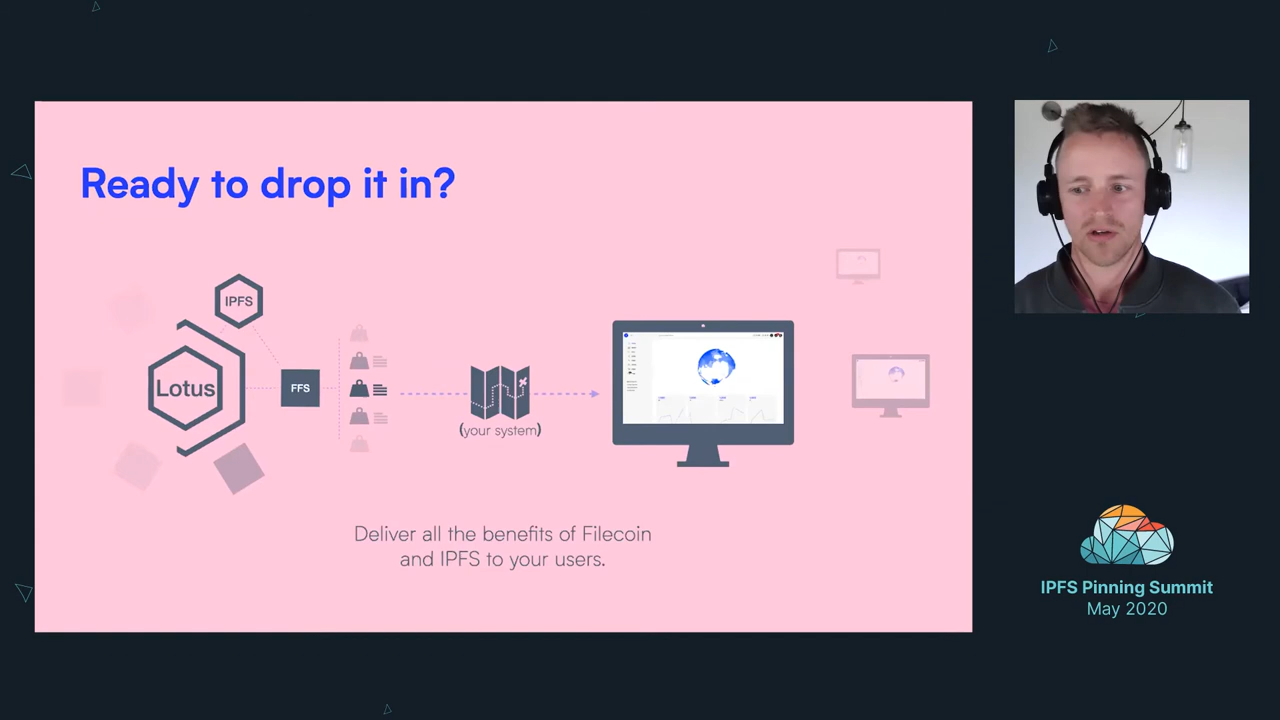 Ready to drop it in?
IPFS
Lotus
FFS
(your system)
Deliver all the benefits of Filecoin
and IPFS to your users.
IPFS Pinning Summit
May 2020